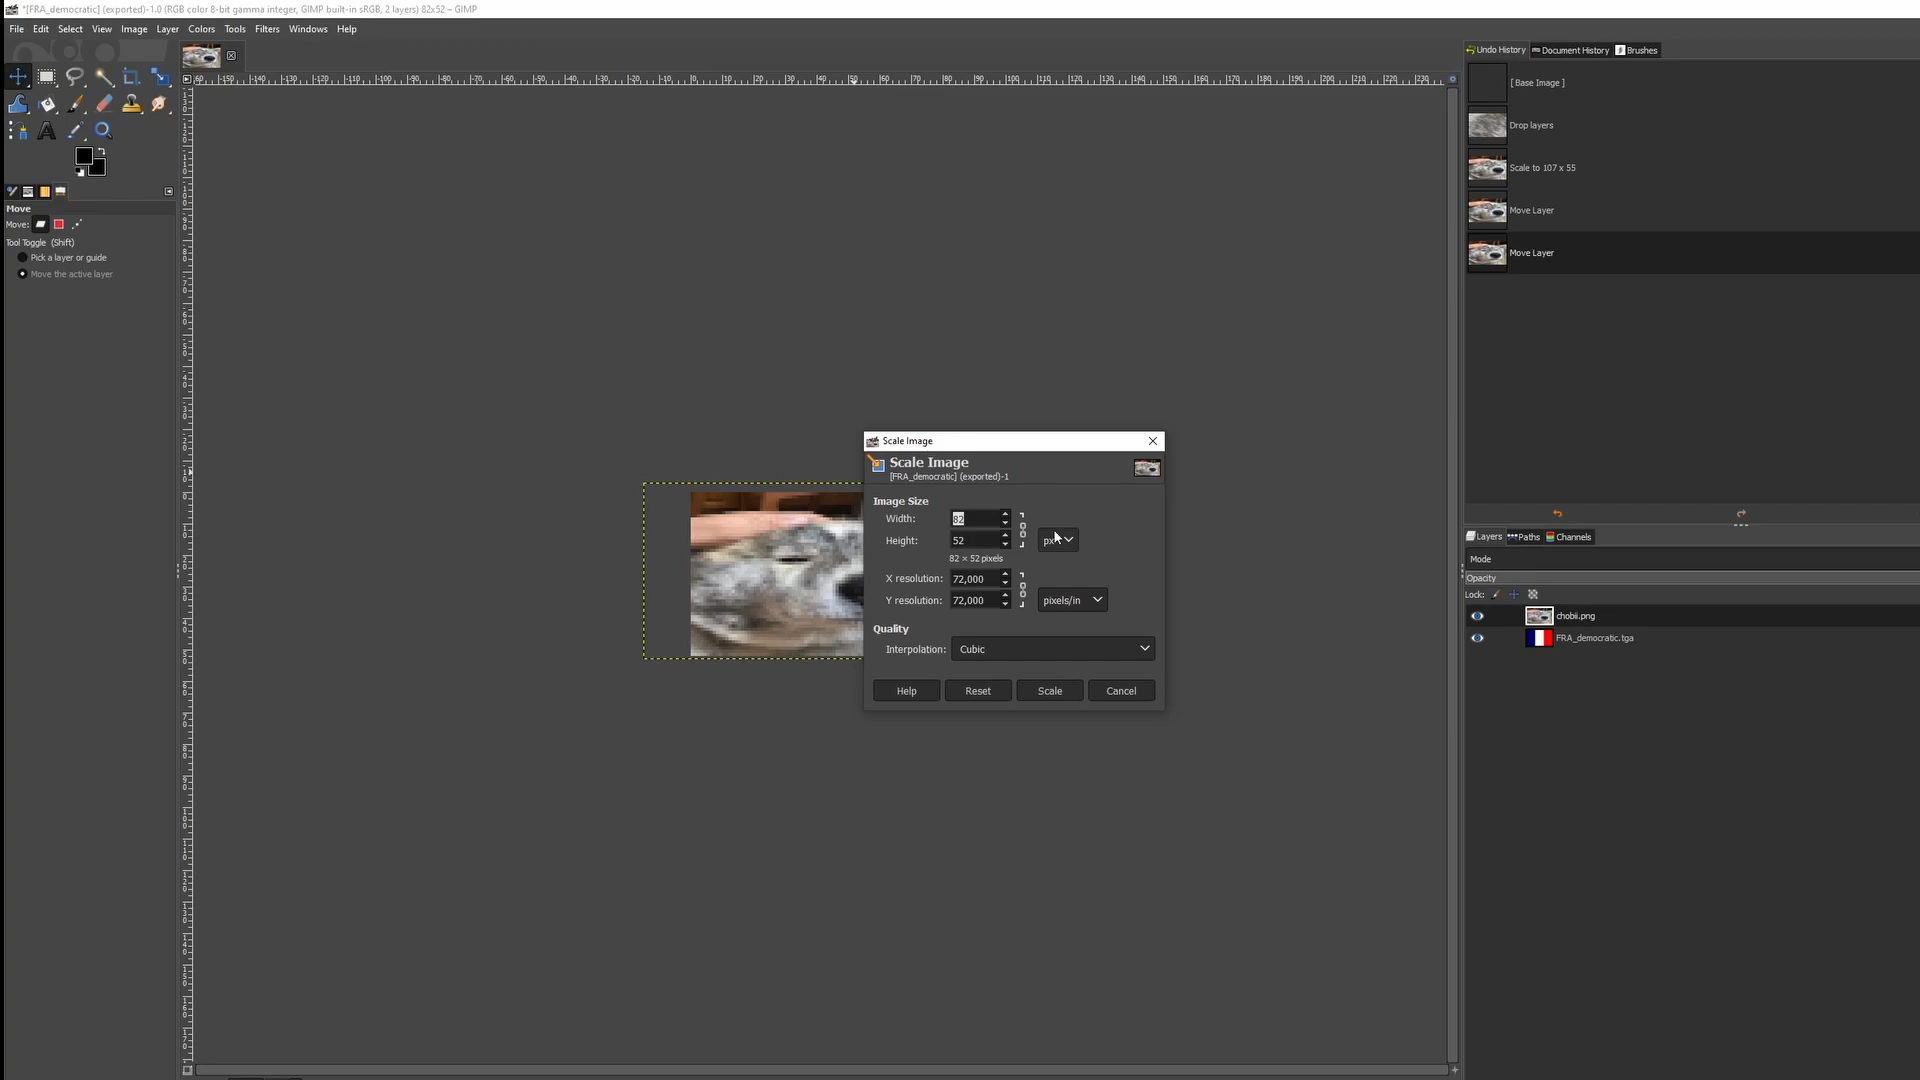 *[FRA_democratic] (exported)-1.0 (RGB color 8-bit gamma integer, GIMP built-in sRGB, 2 layers) 82x52 – GIMP
File Edit Select View Image Layer Colors Tools Filters Windows Help
Undo History Document History Brushes
[ Base Image ]
Drop layers
Scale to 107 x 55
Move Layer
Move Layer
Move
Move:
Tool Toggle (Shift)
Pick a layer or guide
Move the active layer
Scale Image
Scale Image
[FRA_democratic] (exported)-1
Image Size
Width: 82
Height: 52 px
82 × 52 pixels
X resolution: 72,000
Y resolution: 72,000 pixels/in
Quality
Interpolation: Cubic
Help Reset Scale Cancel
Layers Paths Channels
Mode
Opacity
Lock:
chobii.png
FRA_democratic.tga